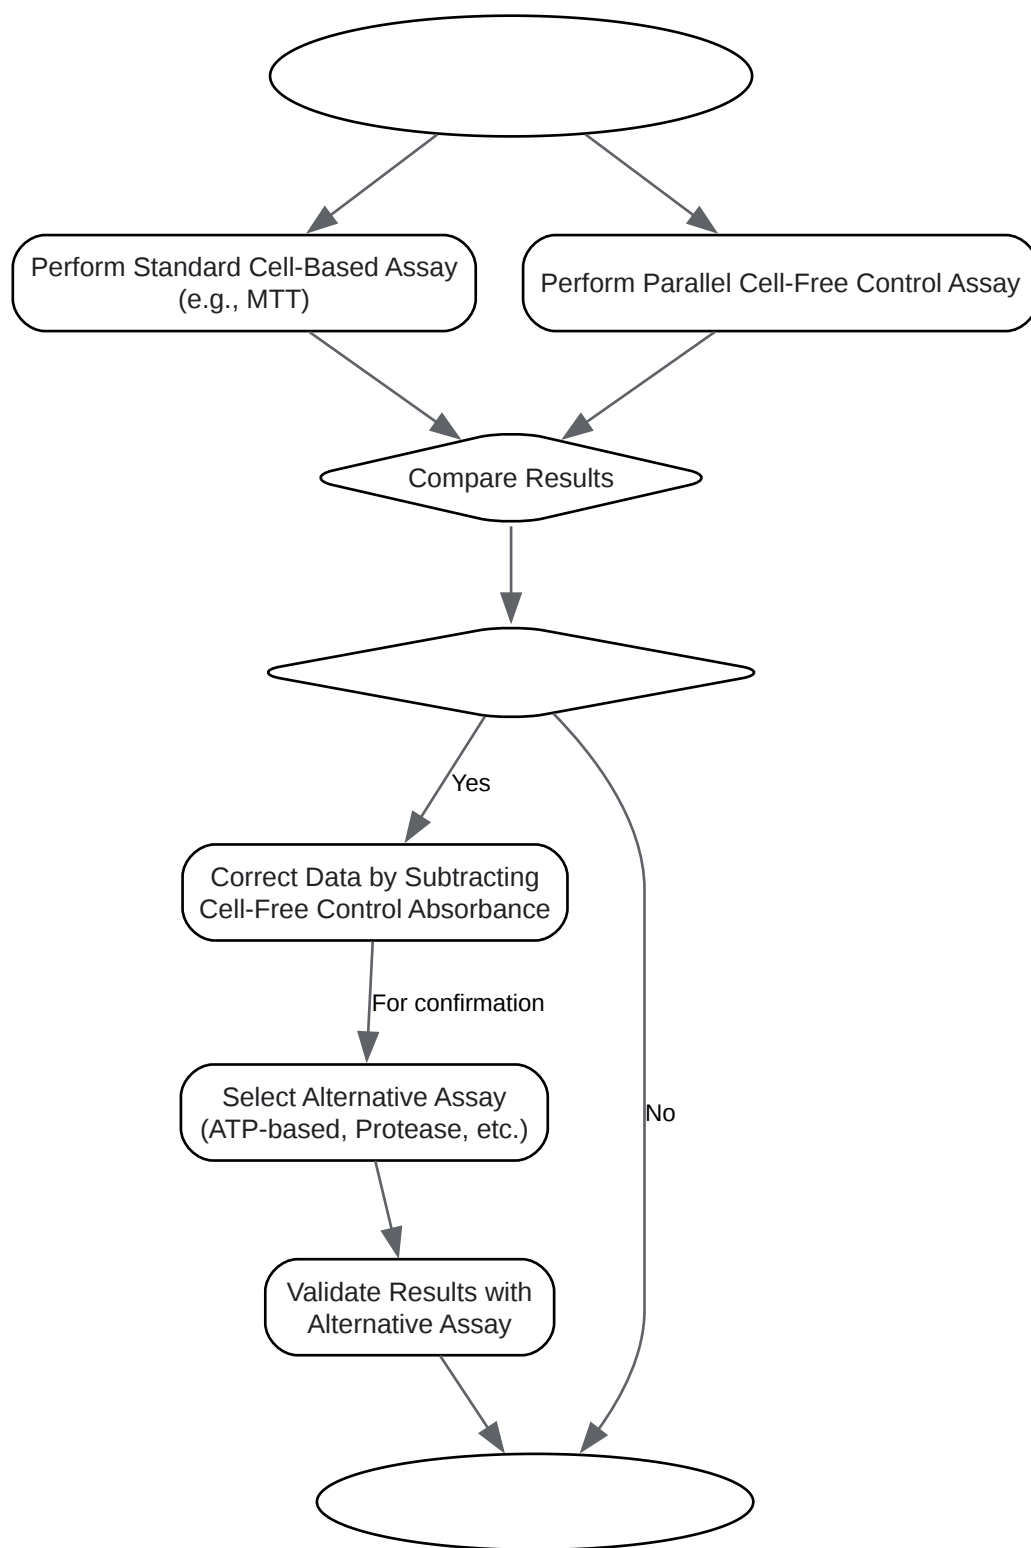 Perform Standard Cell-Based Assay
(e.g., MTT)
Perform Parallel Cell-Free Control Assay
Compare Results
Yes
Correct Data by Subtracting
Cell-Free Control Absorbance
For confirmation
Select Alternative Assay
(ATP-based, Protease, etc.)
No
Validate Results with
Alternative Assay